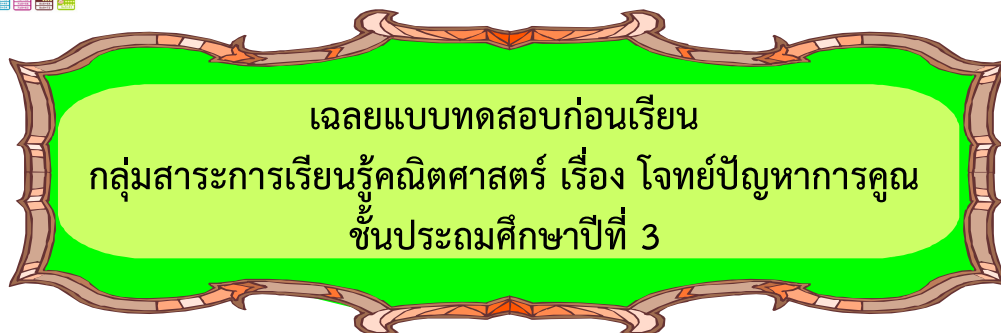 เฉลยแบบทดสอบก่อนเรียน
กลุ่มสาระการเรียนรู้คณิตศาสตร์ เรื่อง โจทย์ปัญหาการคูณ
ชั้นประถมศึกษาปีที่ 3